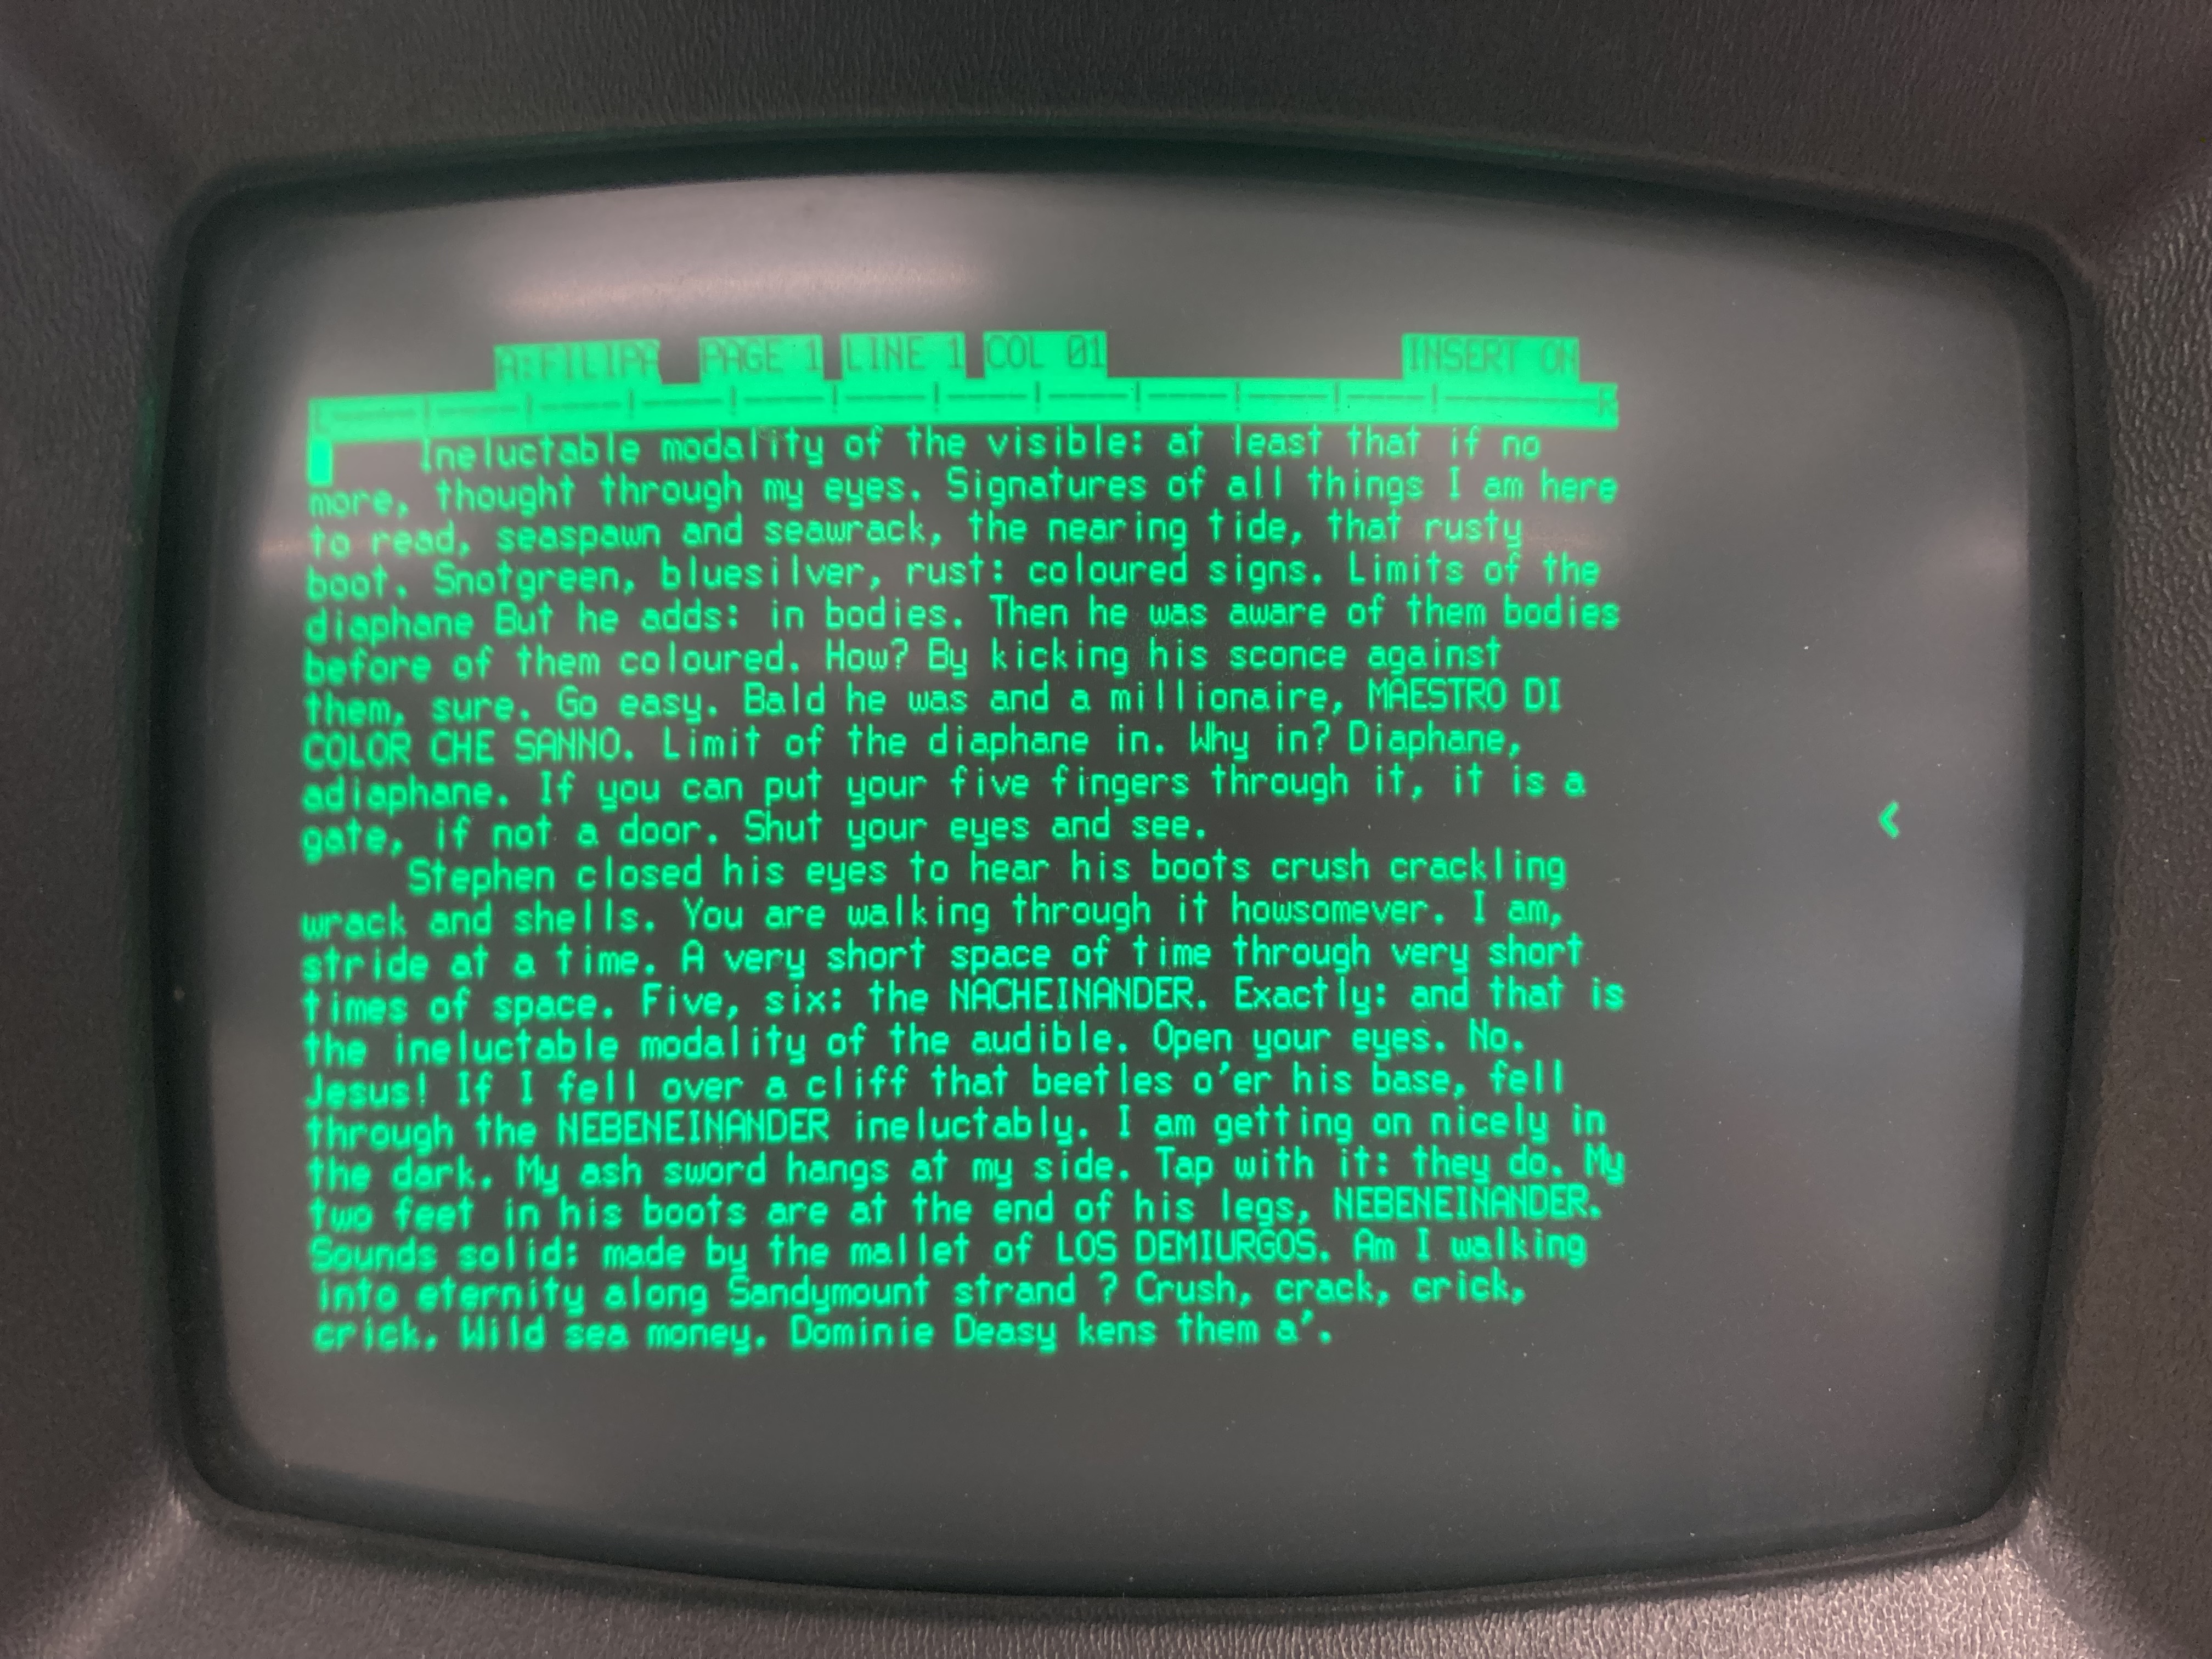 A:FILIPA PAGE 1 LINE 1 COL 01 INSERT ON
L----!----!----!----!----!----!----!----!----!----!----!--------R
Ineluctable modality of the visible: at least that if no
more, thought through my eyes. Signatures of all things I am here
to read, seaspawn and seawrack, the nearing tide, that rusty
boot. Snotgreen, bluesilver, rust: coloured signs. Limits of the
diaphane But he adds: in bodies. Then he was aware of them bodies
before of them coloured. How? By kicking his sconce against
them, sure. Go easy. Bald he was and a millionaire, MAESTRO DI
COLOR CHE SANNO. Limit of the diaphane in. Why in? Diaphane,
adiaphane. If you can put your five fingers through it, it is a
gate, if not a door. Shut your eyes and see.
<
Stephen closed his eyes to hear his boots crush crackling
wrack and shells. You are walking through it howsomever. I am,
stride at a time. A very short space of time through very short
times of space. Five, six: the NACHEINANDER. Exactly: and that is
the ineluctable modality of the audible. Open your eyes. No.
Jesus! If I fell over a cliff that beetles o'er his base, fell
through the NEBENEINANDER ineluctably. I am getting on nicely in
the dark. My ash sword hangs at my side. Tap with it: they do. My
two feet in his boots are at the end of his legs, NEBENEINANDER.
Sounds solid: made by the mallet of LOS DEMIURGOS. Am I walking
into eternity along Sandymount strand ? Crush, crack, crick,
crick. Wild sea money. Dominie Deasy kens them a'.